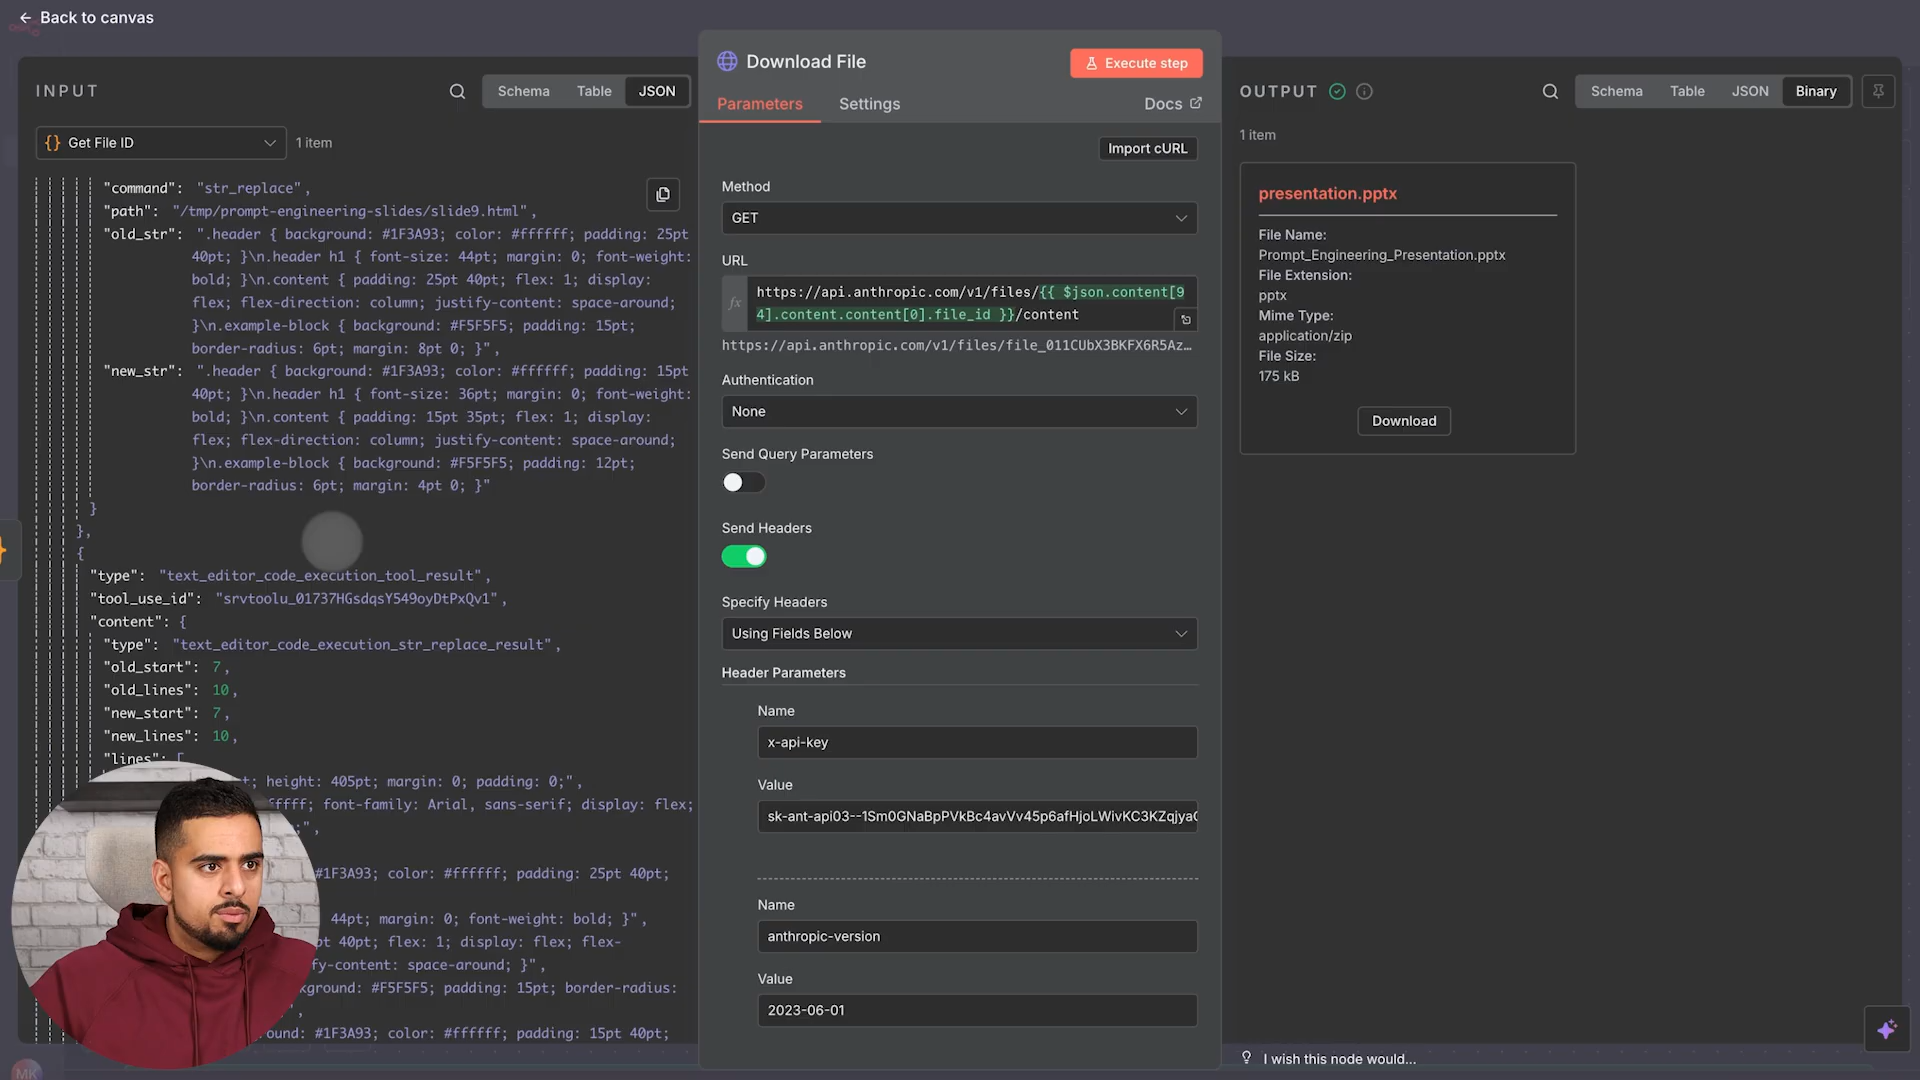 Back to canvas
INPUT
Schema
Table
JSON
{} Get File ID
1 item
"command": "str_replace",
"path": "/tmp/prompt-engineering-slides/slide9.html",
"old_str": ".header { background: #1F3A93; color: #ffffff; padding: 25pt
40pt; }\n.header h1 { font-size: 44pt; margin: 0; font-weight:
bold; }\n.content { padding: 25pt 40pt; flex: 1; display:
flex; flex-direction: column; justify-content: space-around;
}\n.example-block { background: #F5F5F5; padding: 15pt;
border-radius: 6pt; margin: 8pt 0; }",
"new_str": ".header { background: #1F3A93; color: #ffffff; padding: 15pt
40pt; }\n.header h1 { font-size: 36pt; margin: 0; font-weight:
bold; }\n.content { padding: 15pt 35pt; flex: 1; display:
flex; flex-direction: column; justify-content: space-around;
}\n.example-block { background: #F5F5F5; padding: 12pt;
border-radius: 6pt; margin: 4pt 0; }"
}
},
{
"type": "text_editor_code_execution_tool_result",
"tool_use_id": "srvtoolu_01737HGsdqsY549oyDtPxQv1",
"content": {
"type": "text_editor_code_execution_str_replace_result",
"old_start": 7,
"old_lines": 10,
"new_start": 7,
"new_lines": 10,
"lines": [
t; height: 405pt; margin: 0; padding: 0;",
fffff; font-family: Arial, sans-serif; display: flex;
;",
#1F3A93; color: #ffffff; padding: 25pt 40pt;
44pt; margin: 0; font-weight: bold; }",
pt 40pt; flex: 1; display: flex; flex-
fy-content: space-around; }",
kground: #F5F5F5; padding: 15pt; border-radius:
",
ound: #1F3A93; color: #ffffff; padding: 15pt 40pt;
MK
Download File
Execute step
Parameters
Settings
Docs
Import cURL
Method
GET
URL
fx
https://api.anthropic.com/v1/files/{{ $json.content[9
4].content.content[0].file_id }}/content
https://api.anthropic.com/v1/files/file_011CUbX3BKFX6R5Az…
Authentication
None
Send Query Parameters
Send Headers
Specify Headers
Using Fields Below
Header Parameters
Name
x-api-key
Value
sk-ant-api03--1Sm0GNaBpPVkBc4avVv45p6afHjoLWivKC3KZqjya
Name
anthropic-version
Value
2023-06-01
OUTPUT
Schema
Table
JSON
Binary
1 item
presentation.pptx
File Name:
Prompt_Engineering_Presentation.pptx
File Extension:
pptx
Mime Type:
application/zip
File Size:
175 kB
Download
I wish this node would...